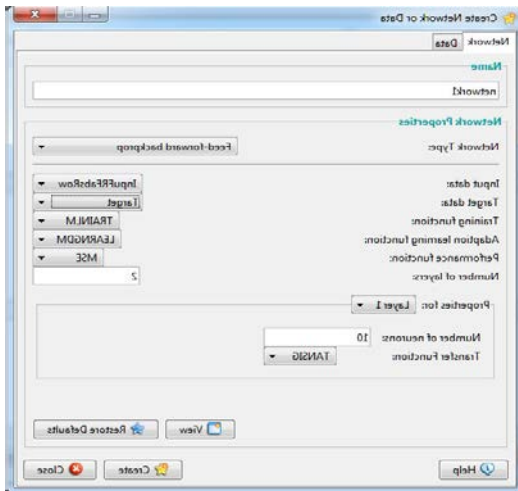 Create Network or Data
Network Data
Name
network1
Network Properties
Network Type: Feed-forward backprop
Input data: InpuFRFabsRow
Target data: Target
Training function: TRAINLM
Adaption learning function: LEARNGDM
Performance function: MSE
Number of layers: 2
Properties for: Layer 1
Number of neurons: 10
Transfer Function: TANSIG
View Restore Defaults
Help Create Close